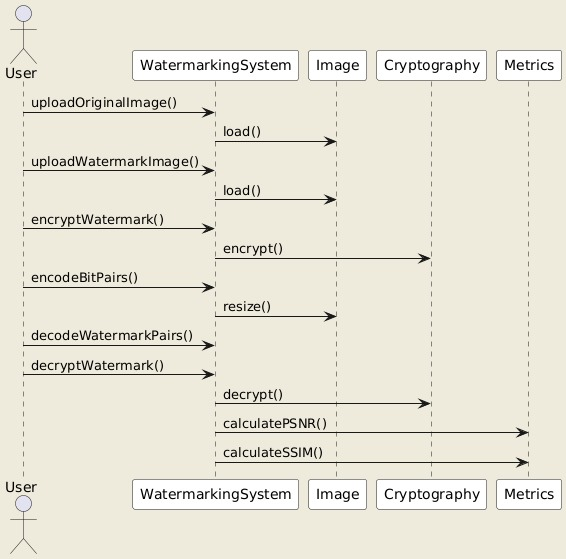 User
WatermarkingSystem
Image
Cryptography
Metrics
uploadOriginalImage()
load()
uploadWatermarkImage()
load()
encryptWatermark()
encrypt()
encodeBitPairs()
resize()
decodeWatermarkPairs()
decryptWatermark()
decrypt()
calculatePSNR()
calculateSSIM()
User
WatermarkingSystem
Image
Cryptography
Metrics